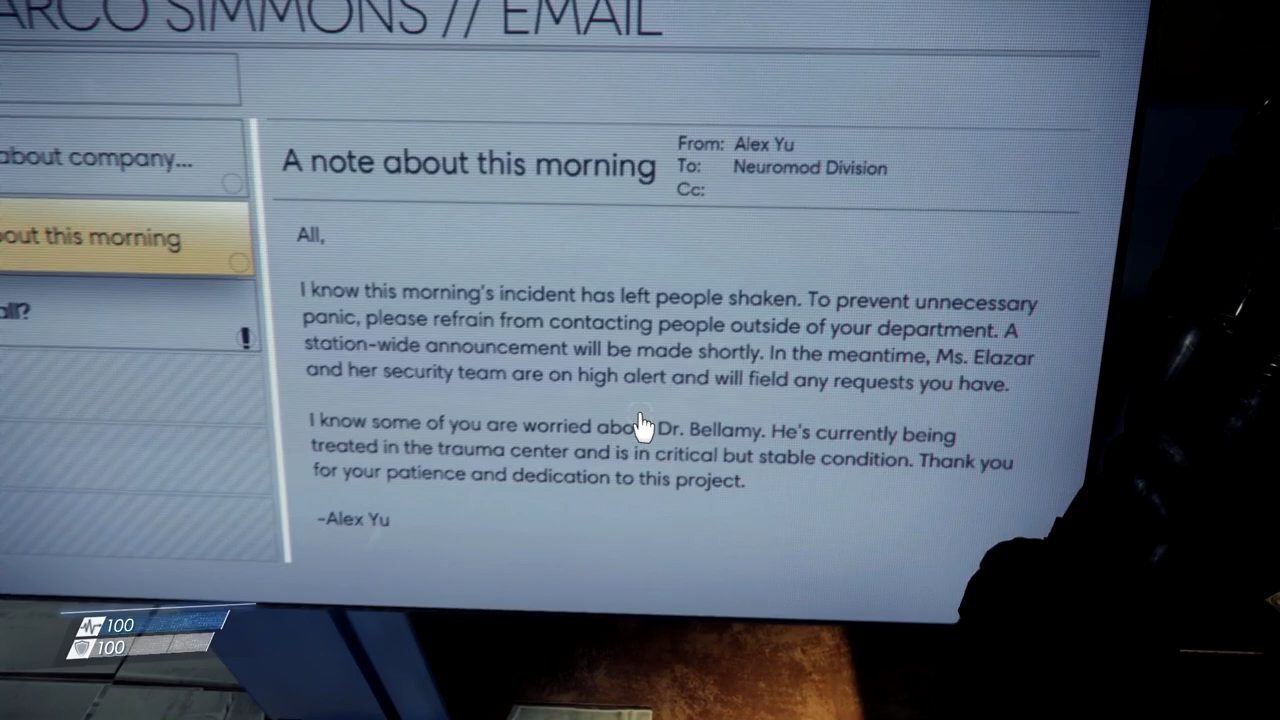 ARCO SIMMONS // EMAIL
about company...
out this morning
all?
A note about this morning
From: Alex Yu
To: Neuromod Division
Cc:
All,
I know this morning's incident has left people shaken. To prevent unnecessary
panic, please refrain from contacting people outside of your department. A
station-wide announcement will be made shortly. In the meantime, Ms. Elazar
and her security team are on high alert and will field any requests you have.
I know some of you are worried abo Dr. Bellamy. He's currently being
treated in the trauma center and is in critical but stable condition. Thank you
for your patience and dedication to this project.
-Alex Yu
100
100